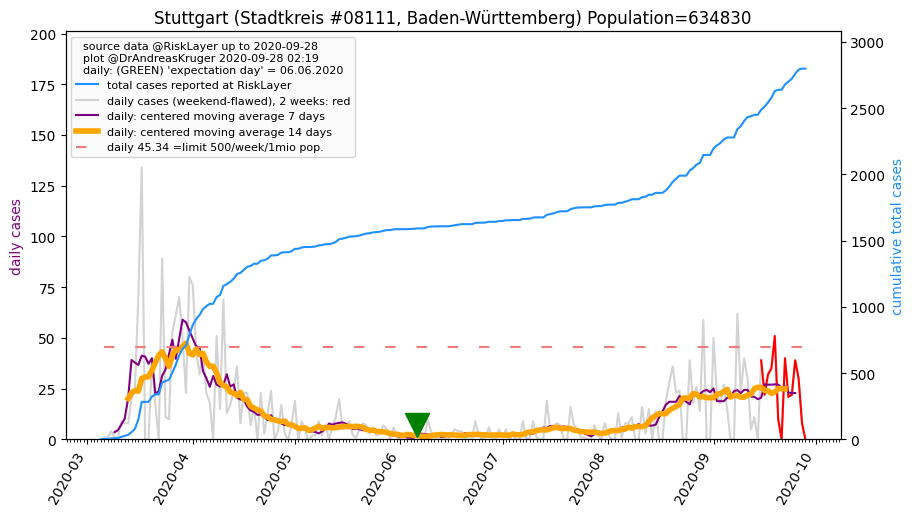 Stuttgart (Stadtkreis #08111, Baden-Württemberg) Population=634830
source data @RiskLayer up to 2020-09-28
plot @DrAndreasKruger 2020-09-28 02:19
daily: (GREEN) 'expectation day' = 06.06.2020
total cases reported at RiskLayer
daily cases (weekend-flawed), 2 weeks: red
daily: centered moving average 7 days
daily: centered moving average 14 days
daily 45.34 =limit 500/week/1mio pop.
daily cases
200
175
150
125
100
75
50
25
0
cumulative total cases
3000
2500
2000
1500
1000
500
0
2020-03
2020-04
2020-05
2020-06
2020-07
2020-08
2020-09
2020-10